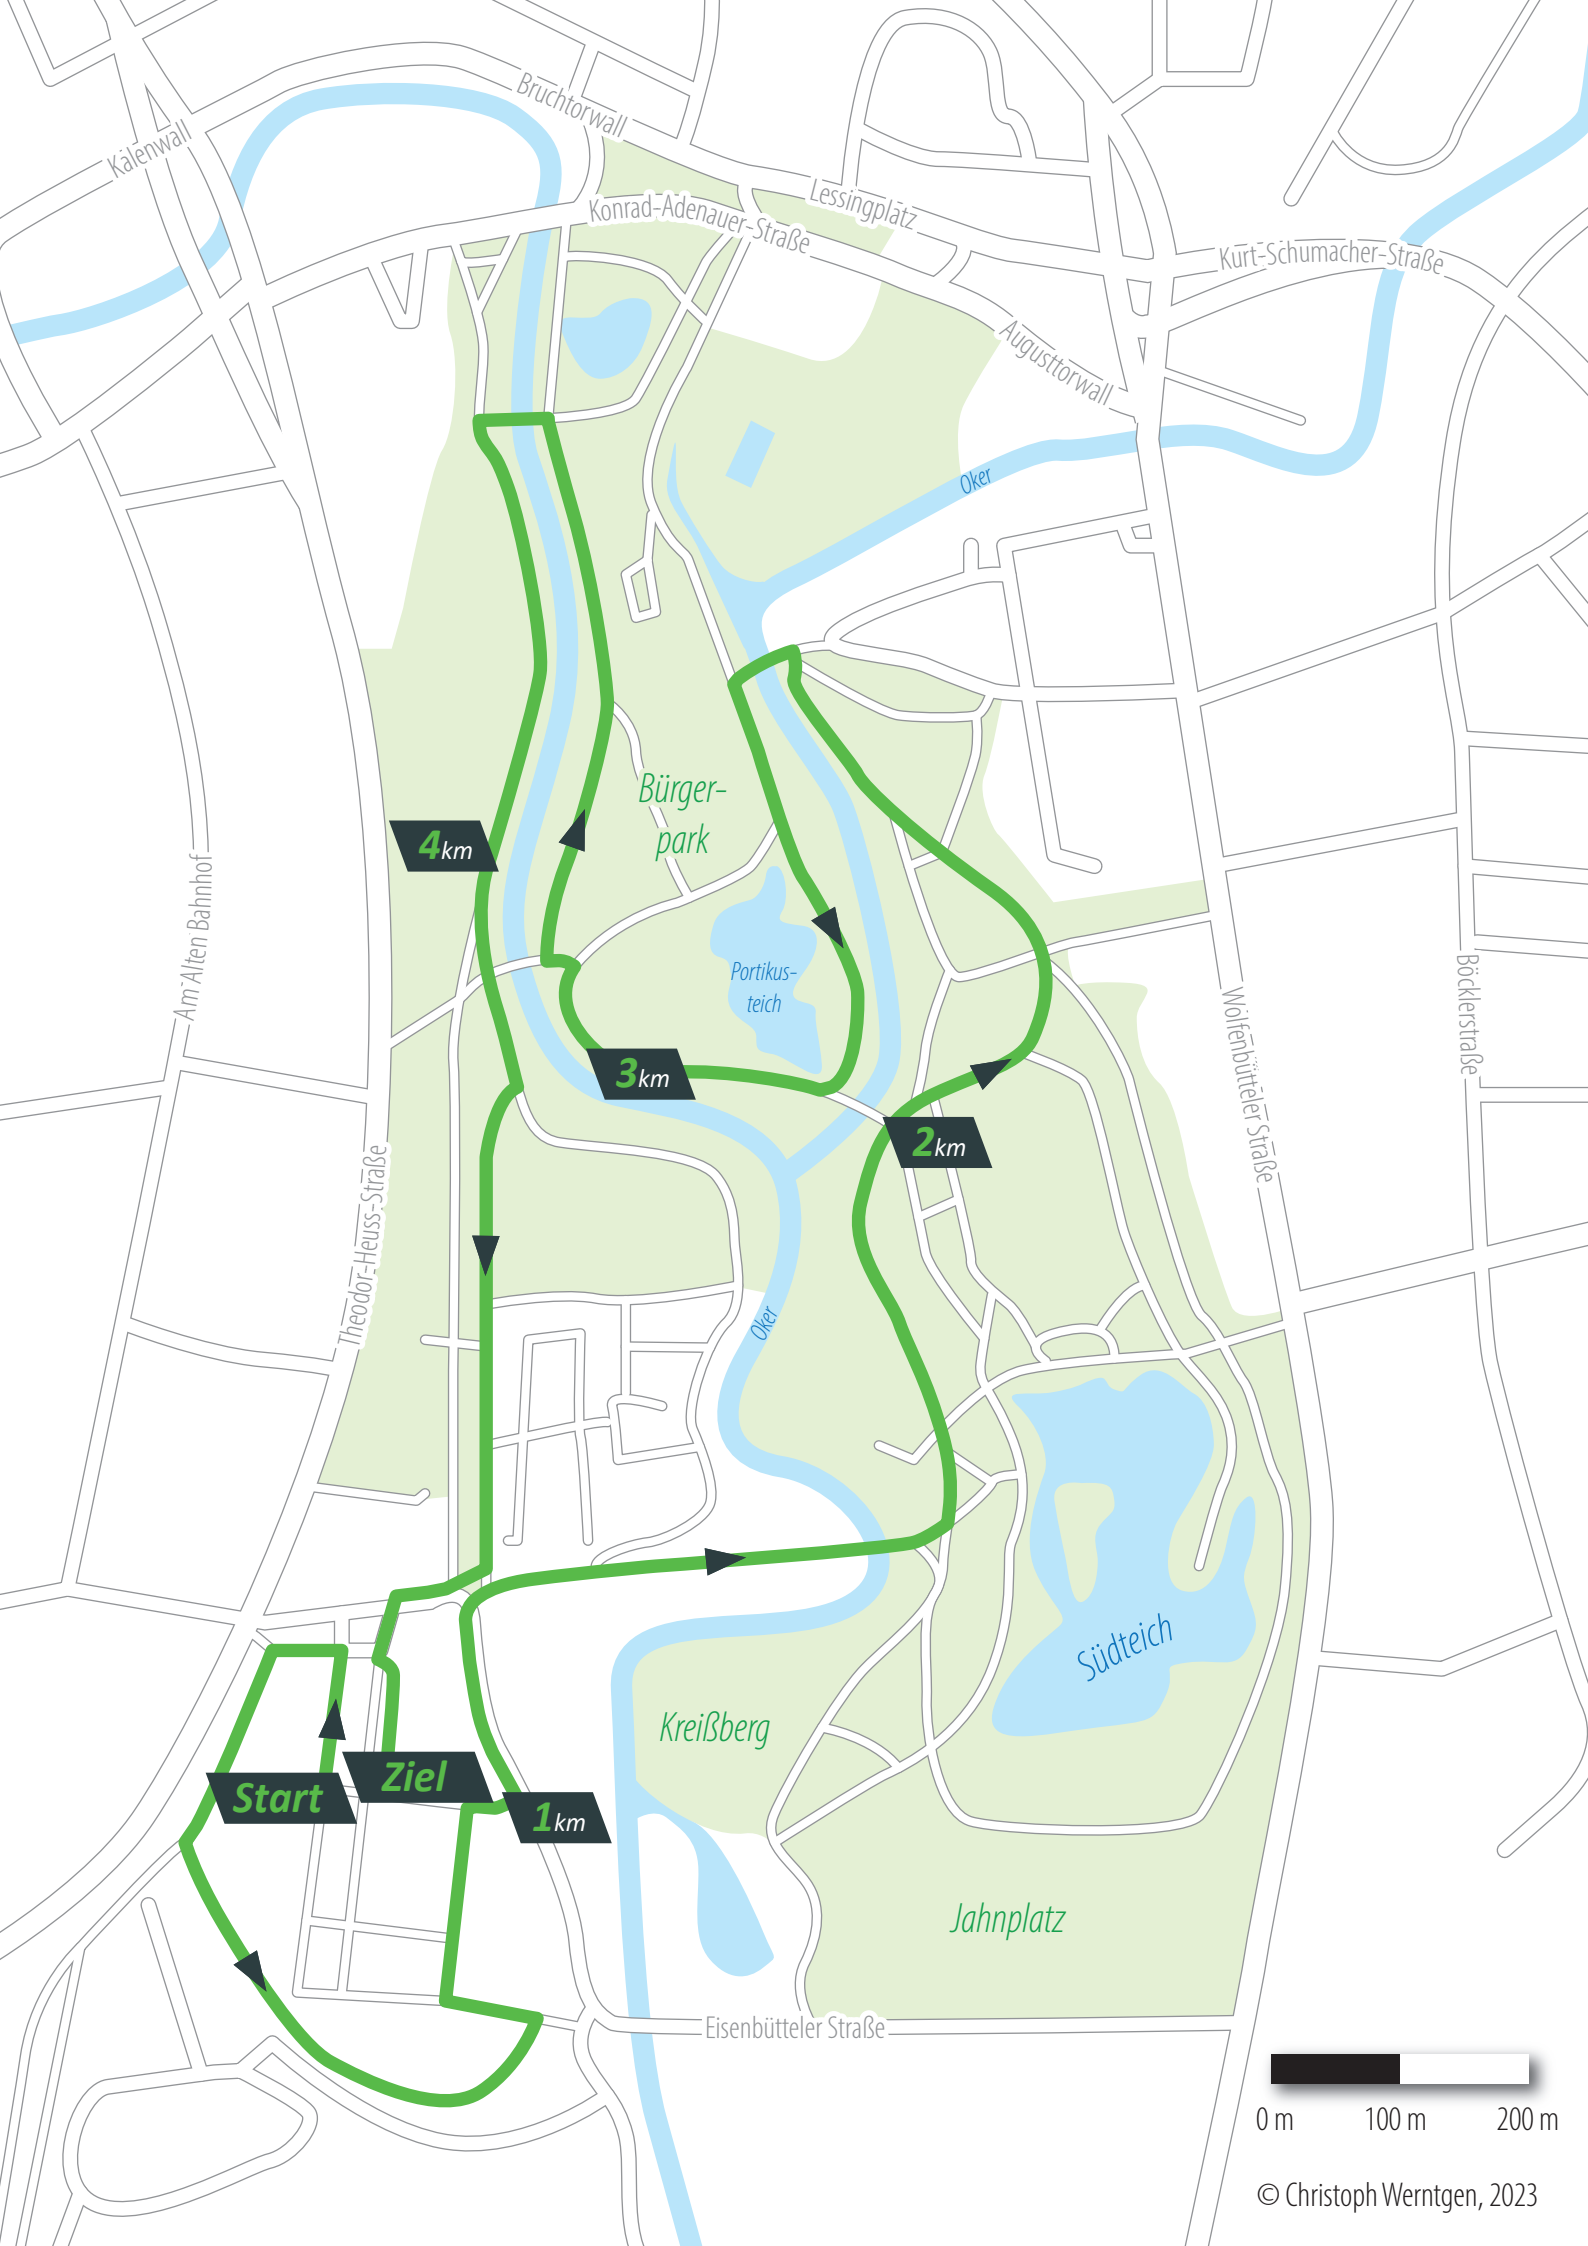 Bruchtorwall
Kalenwall
Lessingplatz
Konrad-Adenauer-Straße
Kurt-Schumacher-Straße
Augusttorwall
Oker
Bürger-
park
4km
Am Alten Bahnhof
Portikus-
teich
Böcklerstraße
Wolfenbütteler Straße
3km
2km
Theodor-Heuss-Straße
Oker
Südteich
Kreißberg
Ziel
Start
1km
Jahnplatz
Eisenbütteler Straße
0 m 100 m 200 m
© Christoph Werntgen, 2023